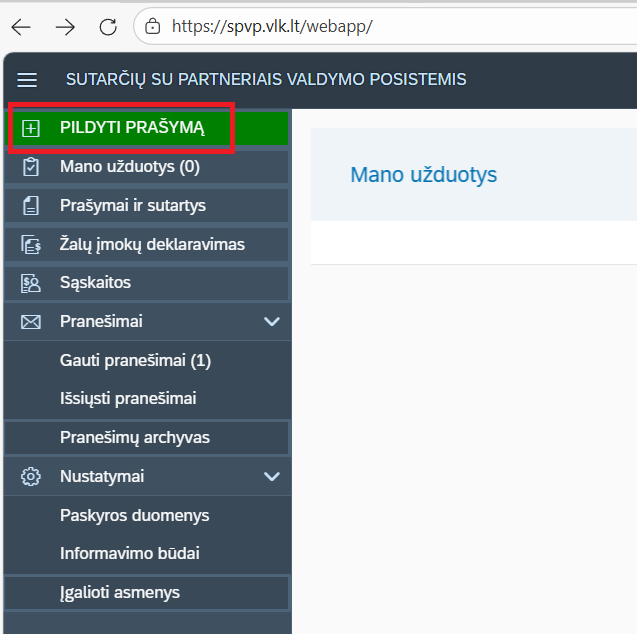 https://spvp.vlk.lt/webapp/
SUTARČIŲ SU PARTNERIAIS VALDYMO POSISTEMIS
PILDYTI PRAŠYMĄ
Mano užduotys (0)
Prašymai ir sutartys
Žalų įmokų deklaravimas
Sąskaitos
Pranešimai
Gauti pranešimai (1)
Išsiųsti pranešimai
Pranešimų archyvas
Nustatymai
Paskyros duomenys
Informavimo būdai
Įgalioti asmenys
Mano užduotys